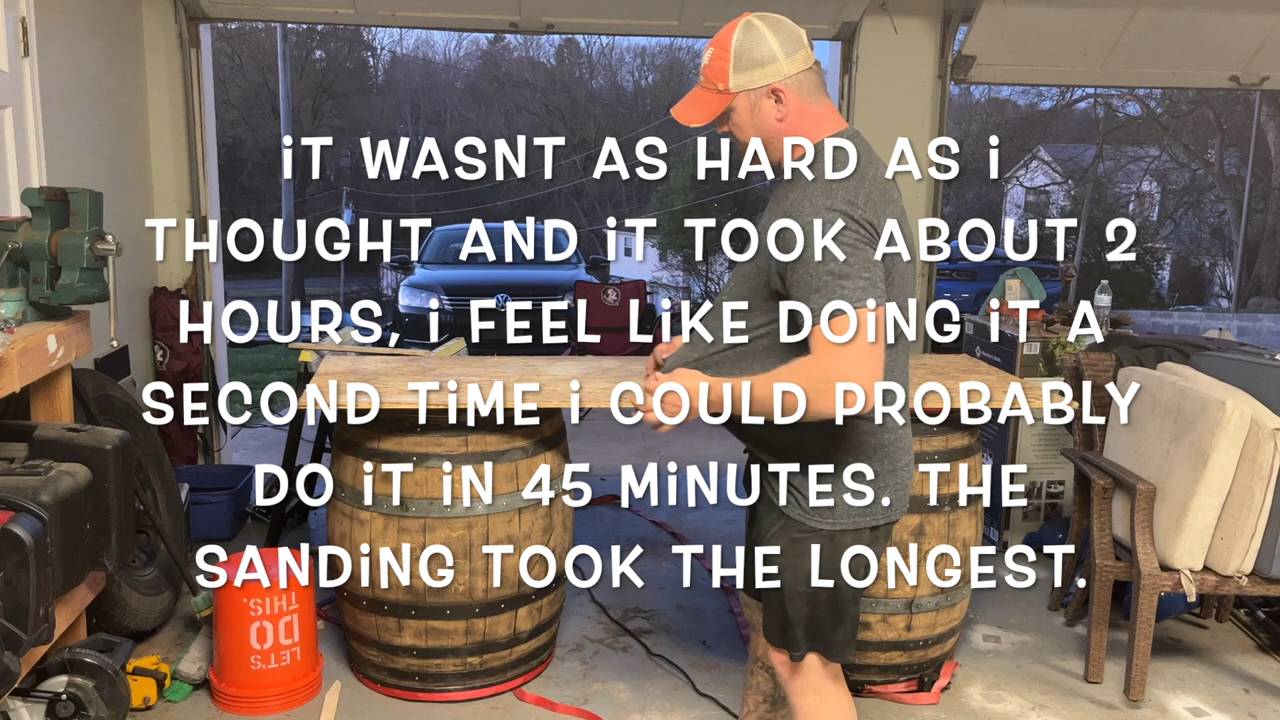 iT WASNT AS HARD AS i
THOUGHT AND iT TOOK ABOUT 2
HOURS, i FEEL LiKE DOiNG iT A
SECOND TiME i COULD PROBABLY
DO iT iN 45 MiNUTES. THE
SANDiNG TOOK THE LONGEST.
LET'S
DO
THIS.